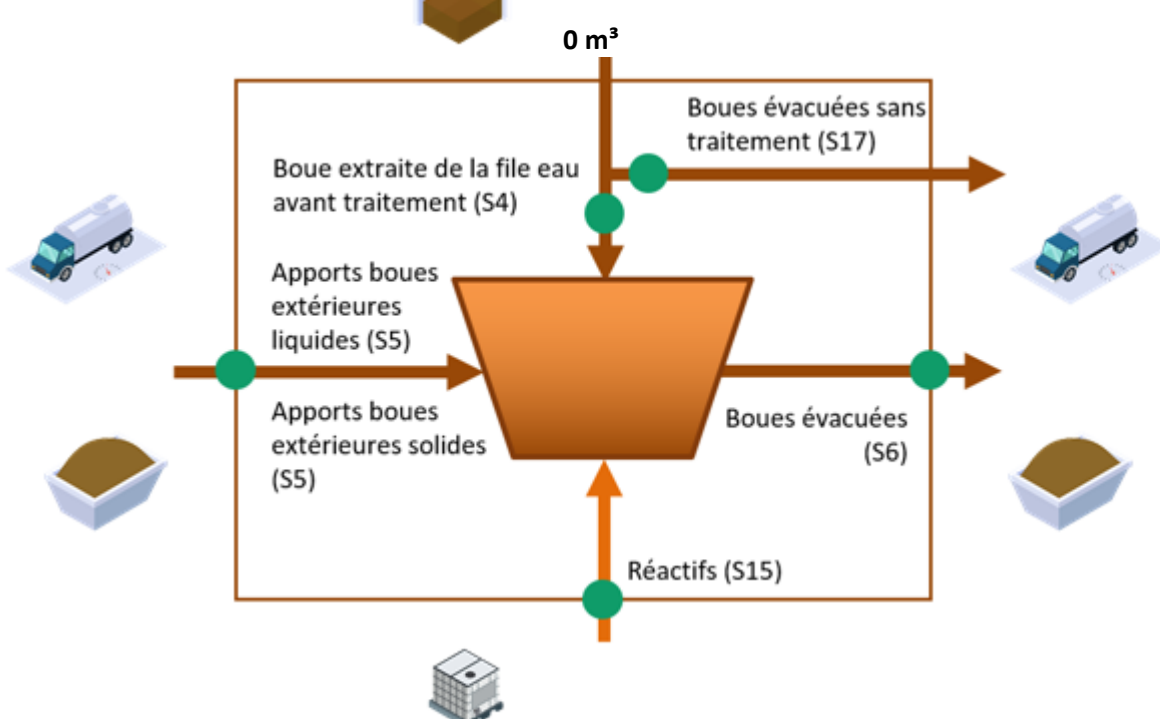 0 m³
Boues évacuées sans
traitement (S17)
Boue extraite de la file eau
avant traitement (S4)
Apports boues
extérieures
liquides (S5)
Apports boues
extérieures solides
(S5)
Boues évacuées
(S6)
Réactifs (S15)